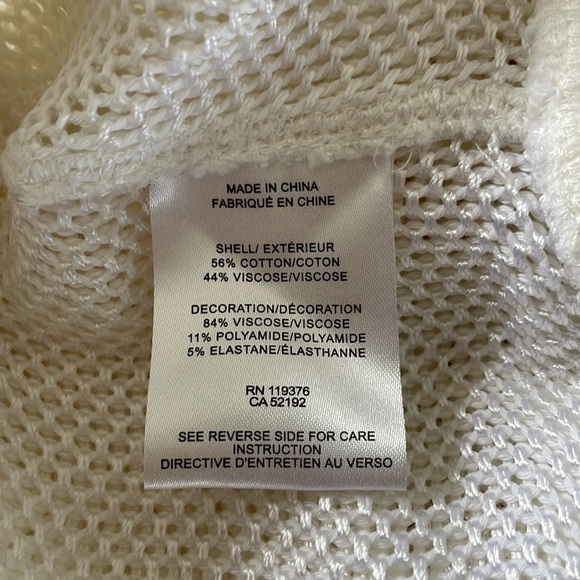 MADE IN CHINA
FABRIQUÉ EN CHINE
SHELL/ EXTÉRIEUR
56% COTTON/COTON
44% VISCOSE/VISCOSE
DECORATION/DÉCORATION
84% VISCOSE/VISCOSE
11% POLYAMIDE/POLYAMIDE
5% ELASTANE/ÉLASTHANNE
RN 119376
CA 52192
SEE REVERSE SIDE FOR CARE
INSTRUCTION
DIRECTIVE D'ENTRETIEN AU VERSO